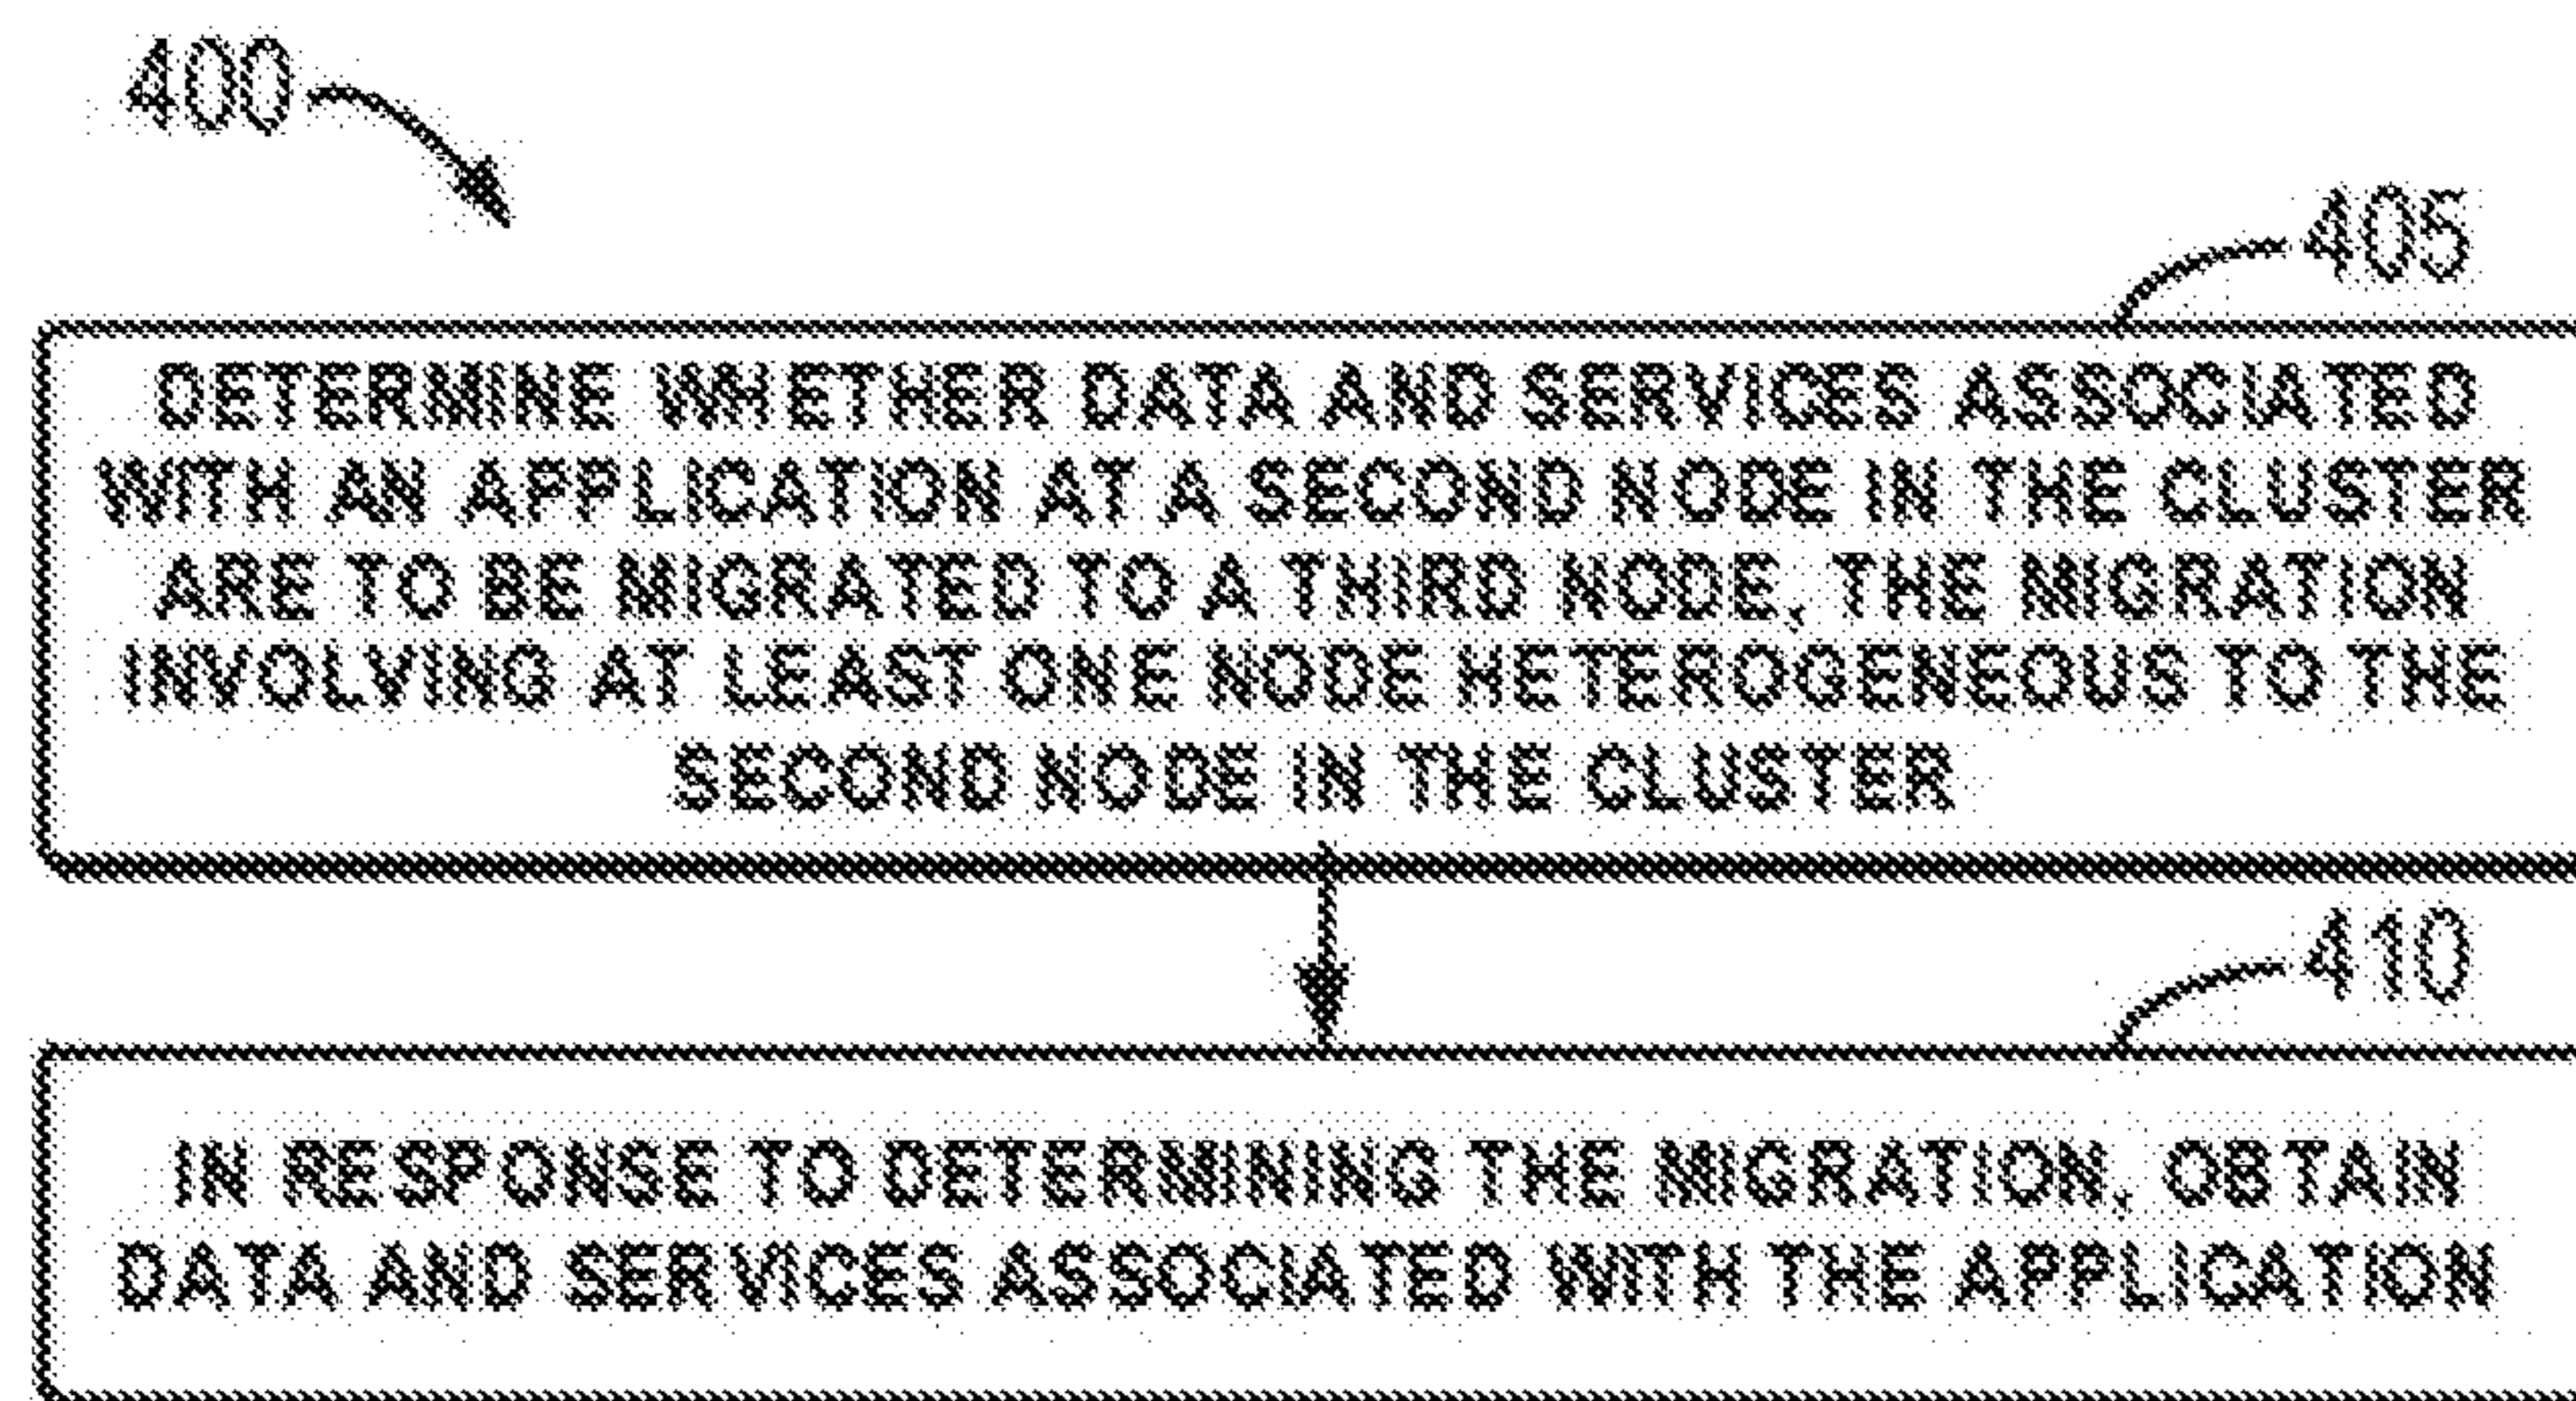 400
405
DETERMINE WHETHER DATA AND SERVICES ASSOCIATED
WITH AN APPLICATION AT A SECOND NODE IN THE CLUSTER
ARE TO BE MIGRATED TO A THIRD NODE, THE MIGRATION
INVOLVING AT LEAST ONE NODE HETEROGENEOUS TO THE
SECOND NODE IN THE CLUSTER
410
IN RESPONSE TO DETERMINING THE MIGRATION, OBTAIN
DATA AND SERVICES ASSOCIATED WITH THE APPLICATION